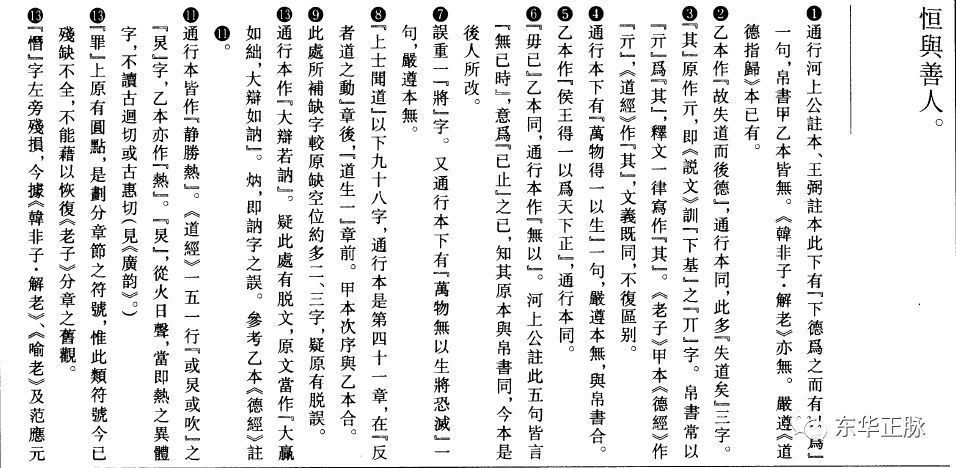 恒與善人。
❶通行河上公註本、王弼註本此下有『下德爲之而有爲』
一句，帛書甲乙本皆無。《韓非子·解老》亦無。嚴遵《道
德指歸》本已有。
❷乙本作『故失道而後德』，通行本同，此多『失道矣』三字。
❸『其』原作亓，即《説文》訓『下基』之『丌』字。帛書常以
『亓』爲『其』，釋文一律寫作『其』。《老子》甲本《德經》作
『亓』，《道經》作『其』，文義既同，不復區别。
❹通行本下有『萬物得一以生』一句，嚴遵本無，與帛書合。
❺乙本作『侯王得一以爲天下正』，通行本同。
❻『毋已』乙本同，通行本作『無以』。河上公註此五句皆言
『無已時』，意爲『已止』之已，知其原本與帛書同，今本是
後人所改。
❼誤重一『將』字。又通行本下有『萬物無以生將恐滅』一
句，嚴遵本無。
❽『上士聞道』以下九十八字，通行本是第四十一章，在『反
者道之動』章後，『道生一』章前。甲本次序與乙本合。
❾此處所補缺字較原缺空位約多二、三字，疑原有脱誤。
❿通行本作『大辯若訥』。疑此處有脱文，原文當作『大贏
如絀，大辯如訥』。炳，即訥字之誤。參考乙本《德經》註
⓫。
⓫通行本皆作『静勝熱』。《道經》一五一行『或炅或吹』之
『炅』字，乙本亦作『熱』。『炅』，從火日聲，當即熱之異體
字，不讀古迥切或古惠切（見《廣韵》。）
⓬『罪』上原有圓點，是劃分章節之符號，惟此類符號今已
殘缺不全，不能藉以恢復《老子》分章之舊觀。
⓭『憯』字左旁殘損，今據《韓非子·解老》、《喻老》及范應元
东华正脉